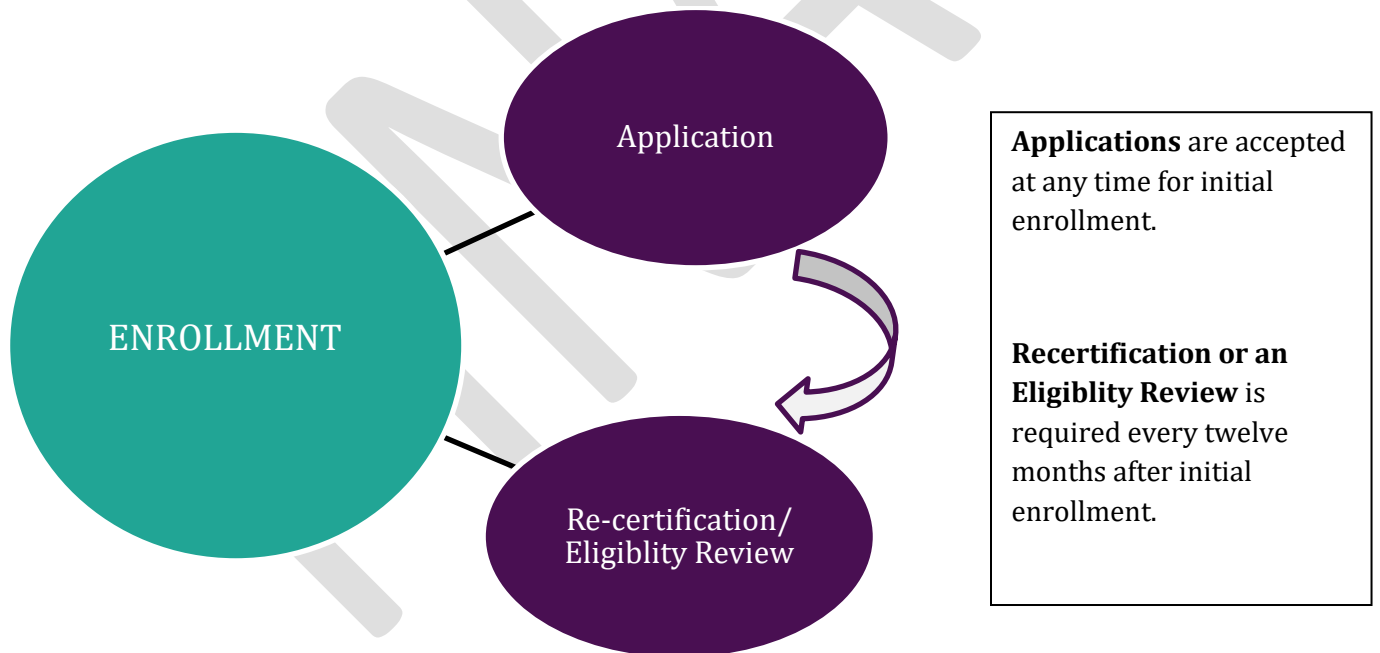 Application
ENROLLMENT
Re-certification/
Eligiblity Review
Applications are accepted
at any time for initial
enrollment.
Recertification or an
Eligiblity Review is
required every twelve
months after initial
enrollment.